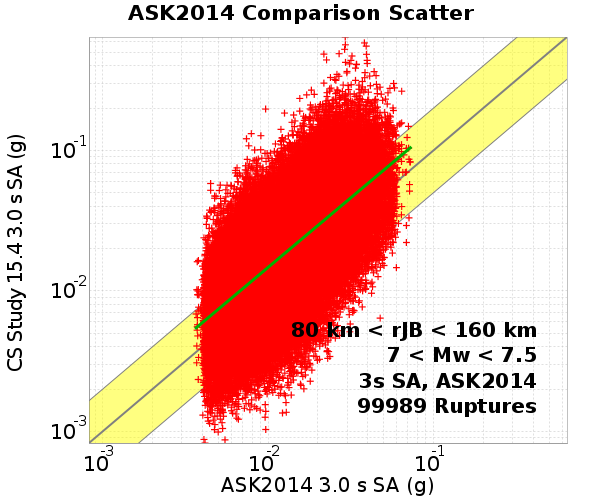 ASK2014 Comparison Scatter
CS Study 15.4 3.0 s SA (g)
10-1
10-2
10-3
80 km < rJB < 160 km
7 < Mw < 7.5
3s SA, ASK2014
99989 Ruptures
10-3 10-2 10-1
ASK2014 3.0 s SA (g)